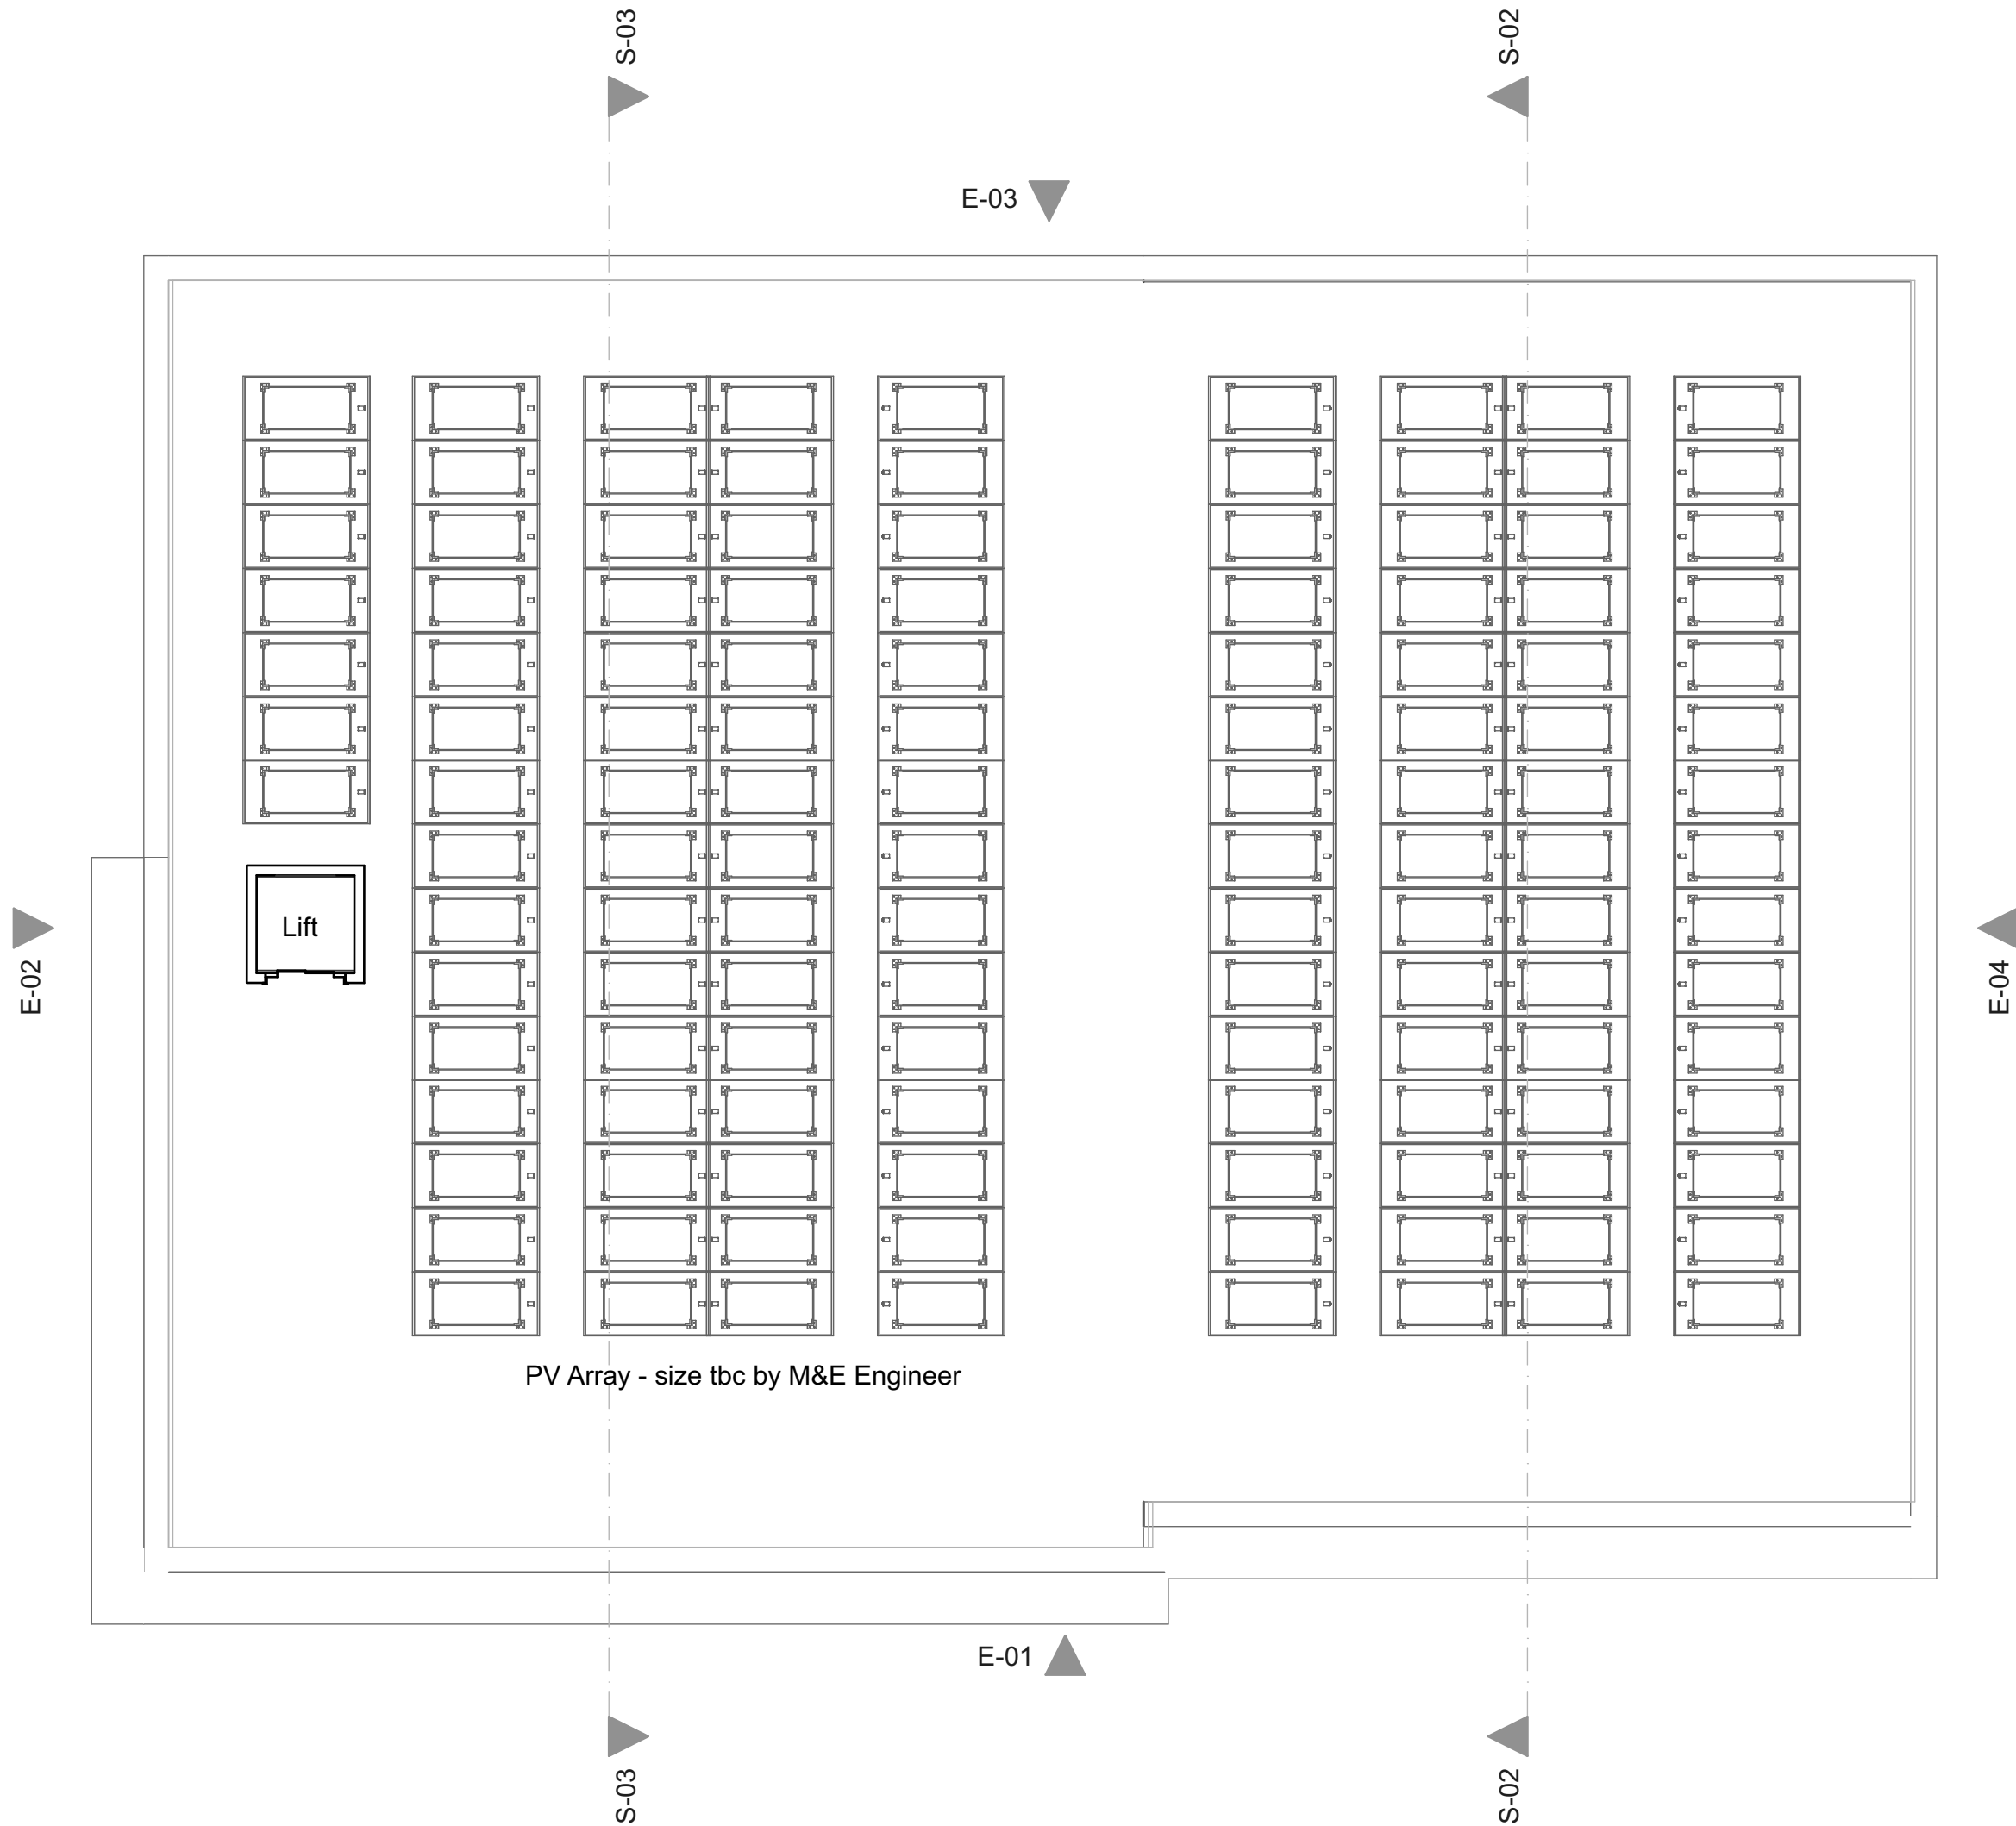 S-03
S-02
E-03
Lift
E-02
E-04
PV Array - size tbc by M&E Engineer
E-01
S-03
S-02